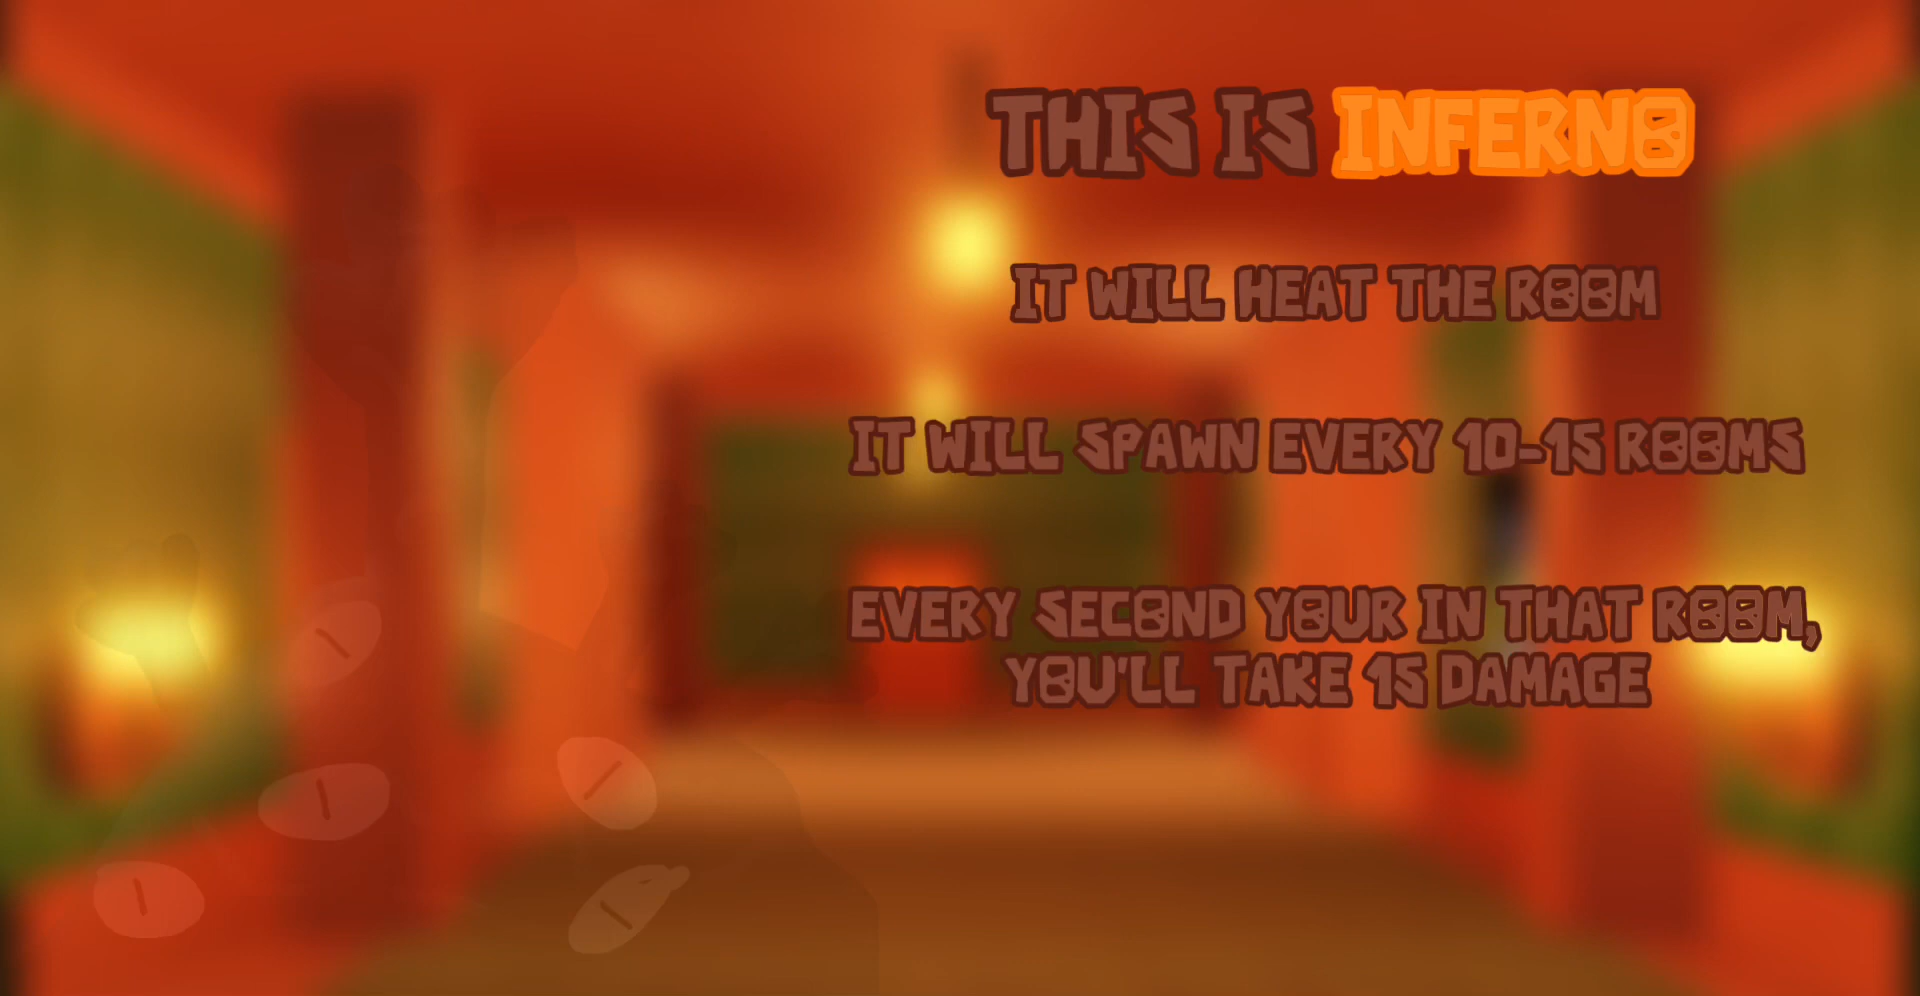 THIS IS INFERNO
IT WILL HEAT THE ROOM
IT WILL SPAWN EVERY 10-15 ROOMS
EVERY SECOND YOUR IN THAT ROOM,
YOU'LL TAKE 15 DAMAGE